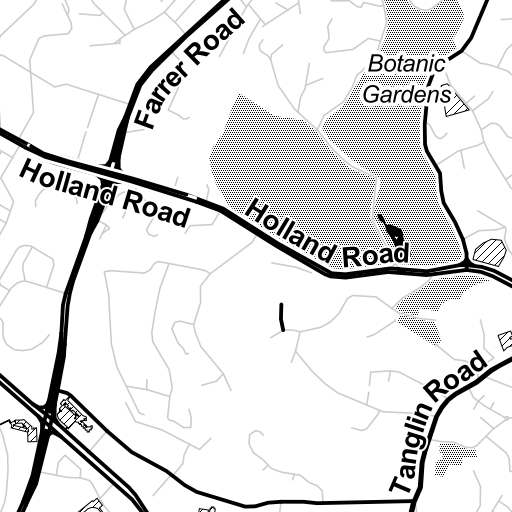 Farrer Road
Botanic
Gardens
Holland Road
Holland Road
Tanglin Road